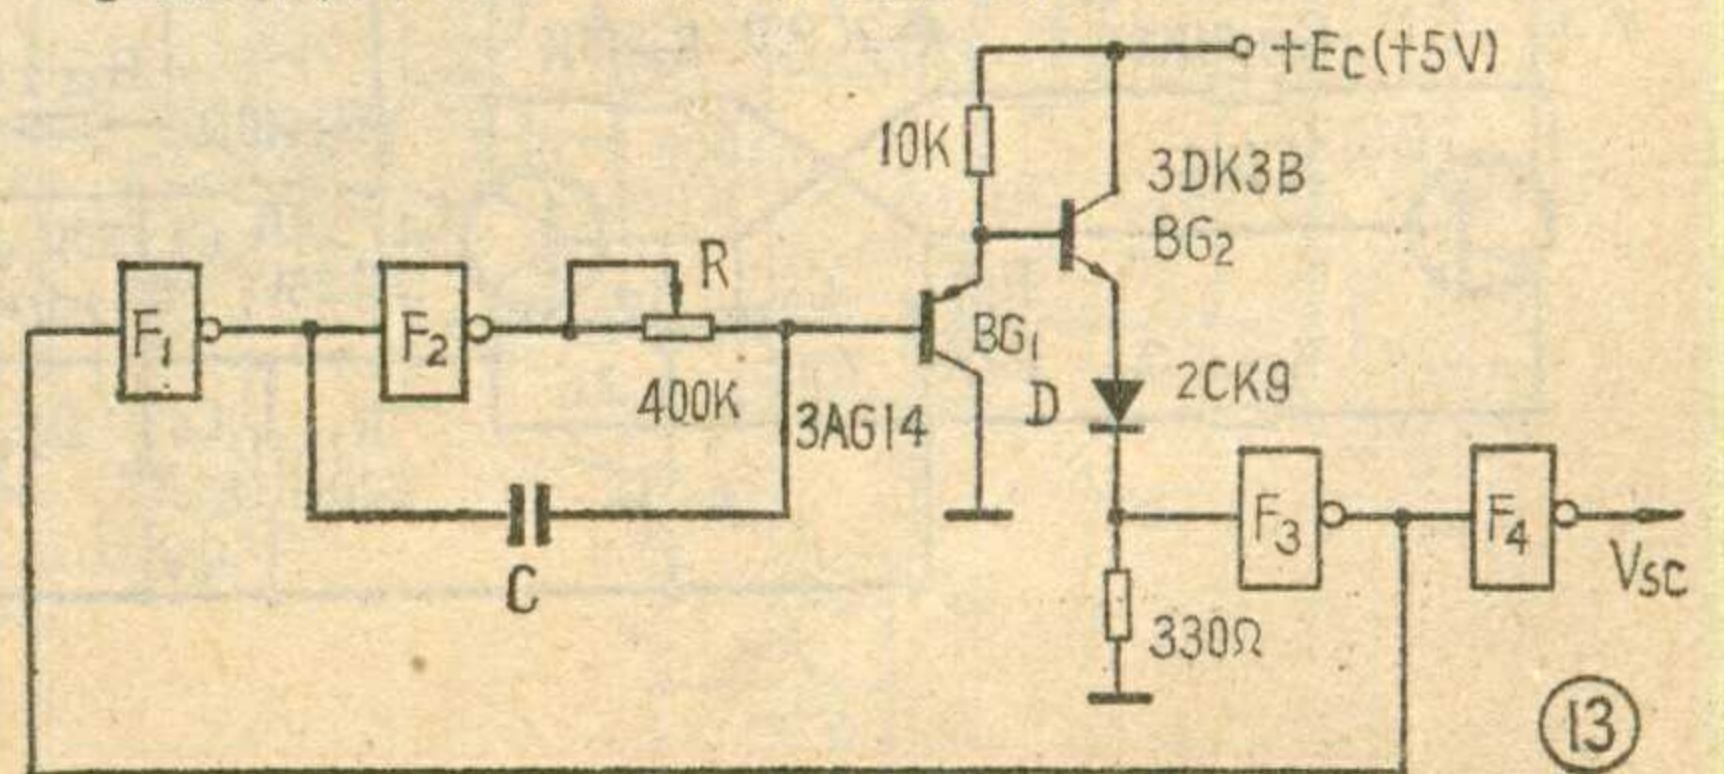 +Ec(+5V)
10K
3DK3B
BG2
R
F1
F2
BG1
400K
3AG14
D
2CK9
C
F3
F4
Vsc
330Ω
13